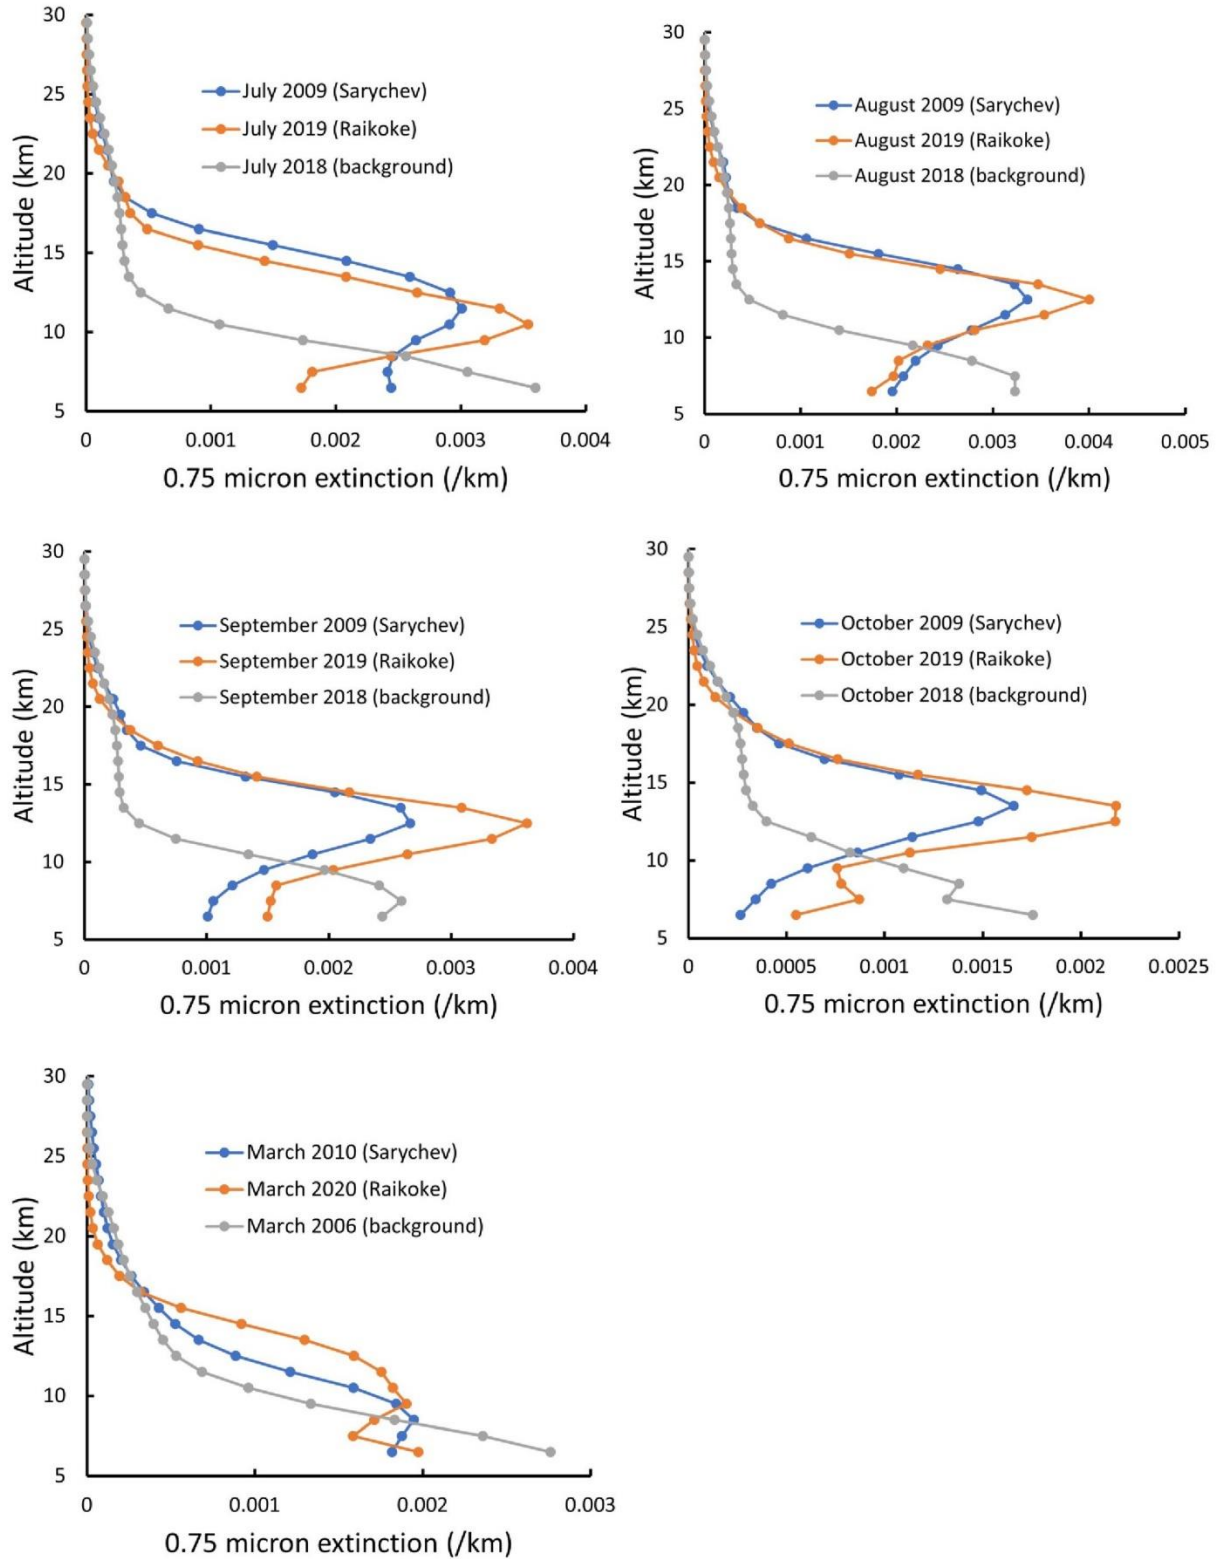 30
25
20
15
10
5
Altitude (km)
July 2009 (Sarychev)
July 2019 (Raikoke)
July 2018 (background)
0 0.001 0.002 0.003 0.004
0.75 micron extinction (/km)
30
25
20
15
10
5
Altitude (km)
August 2009 (Sarychev)
August 2019 (Raikoke)
August 2018 (background)
0 0.001 0.002 0.003 0.004 0.005
0.75 micron extinction (/km)
30
25
20
15
10
5
Altitude (km)
September 2009 (Sarychev)
September 2019 (Raikoke)
September 2018 (background)
0 0.001 0.002 0.003 0.004
0.75 micron extinction (/km)
30
25
20
15
10
5
Altitude (km)
October 2009 (Sarychev)
October 2019 (Raikoke)
October 2018 (background)
0 0.0005 0.001 0.0015 0.002 0.0025
0.75 micron extinction (/km)
30
25
20
15
10
5
Altitude (km)
March 2010 (Sarychev)
March 2020 (Raikoke)
March 2006 (background)
0 0.001 0.002 0.003
0.75 micron extinction (/km)